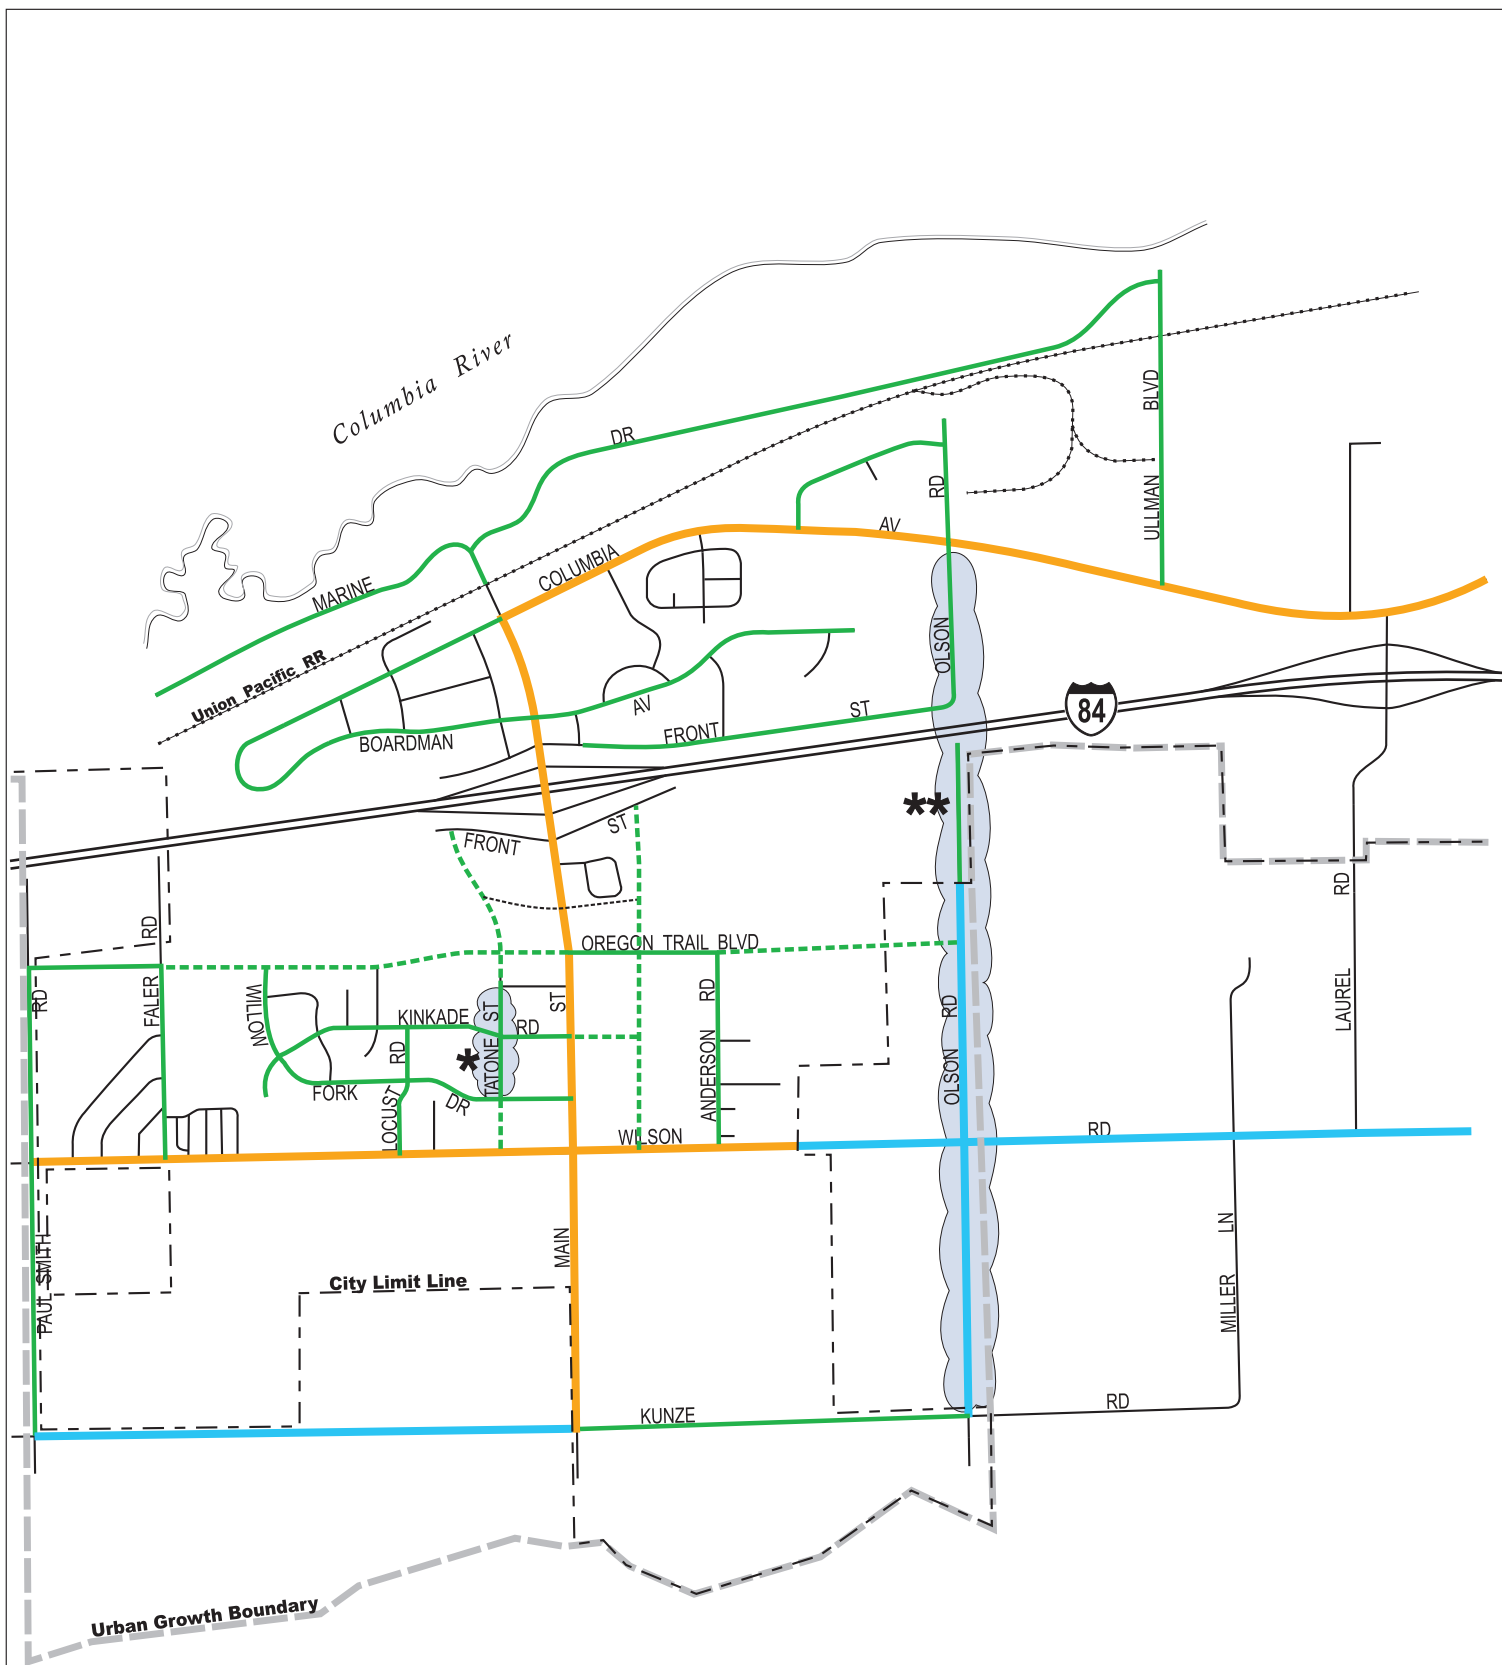 Columbia River
DR
BLVD
RD
ULLMAN
AV
COLUMBIA
MARINE
OLSON
Union Pacific RR
AV
ST
84
FRONT
BOARDMAN
**
ST
FRONT
RD
RD
OREGON TRAIL BLVD
RD
FALER
WILLOW
ST
ST
RD
RD
LAUREL
KINKADE
RD
RD
*
TATONE
ANDERSON
OLSON
FORK
DR
LOCUST
WILSON
RD
LN
MAIN
PAUL SMITH
City Limit Line
MILLER
KUNZE
RD
Urban Growth Boundary